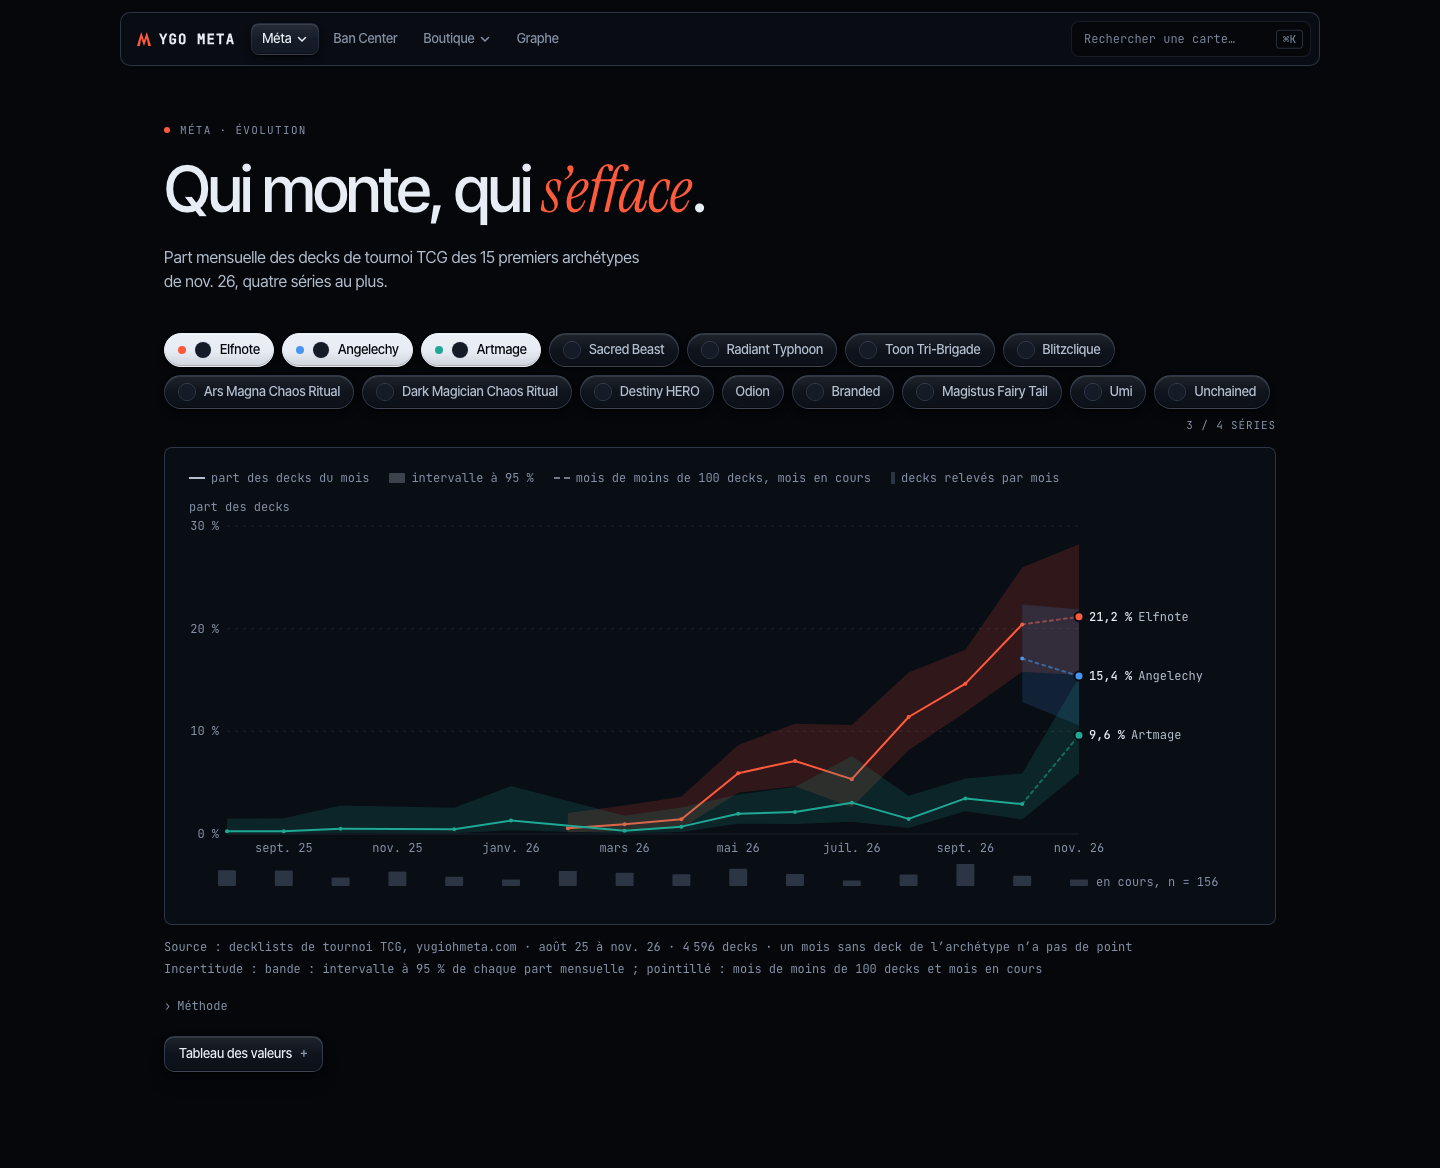 YGO META Méta Ban Center Boutique Graphe Rechercher une carte… ⌘K
MÉTA · ÉVOLUTION
Qui monte, qui s’efface.
Part mensuelle des decks de tournoi TCG des 15 premiers archétypes
de nov. 26, quatre séries au plus.
Elfnote Angelechy Artmage Sacred Beast Radiant Typhoon Toon Tri-Brigade Blitzclique
Ars Magna Chaos Ritual Dark Magician Chaos Ritual Destiny HERO Odion Branded Magistus Fairy Tail Umi Unchained
3 / 4 SÉRIES
part des decks du mois intervalle à 95 % mois de moins de 100 decks, mois en cours decks relevés par mois
part des decks
30 %
21,2 % Elfnote
20 %
15,4 % Angelechy
10 %
9,6 % Artmage
0 %
sept. 25 nov. 25 janv. 26 mars 26 mai 26 juil. 26 sept. 26 nov. 26
en cours, n = 156
Source : decklists de tournoi TCG, yugiohmeta.com · août 25 à nov. 26 · 4 596 decks · un mois sans deck de l’archétype n’a pas de point
Incertitude : bande : intervalle à 95 % de chaque part mensuelle ; pointillé : mois de moins de 100 decks et mois en cours
› Méthode
Tableau des valeurs +